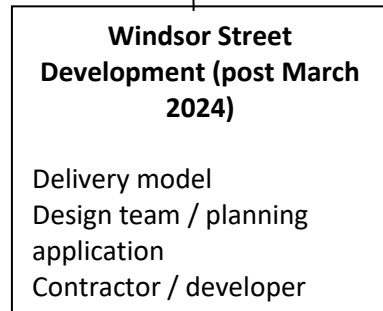 Windsor Street
Development (post March
2024)
Delivery model
Design team / planning
application
Contractor / developer